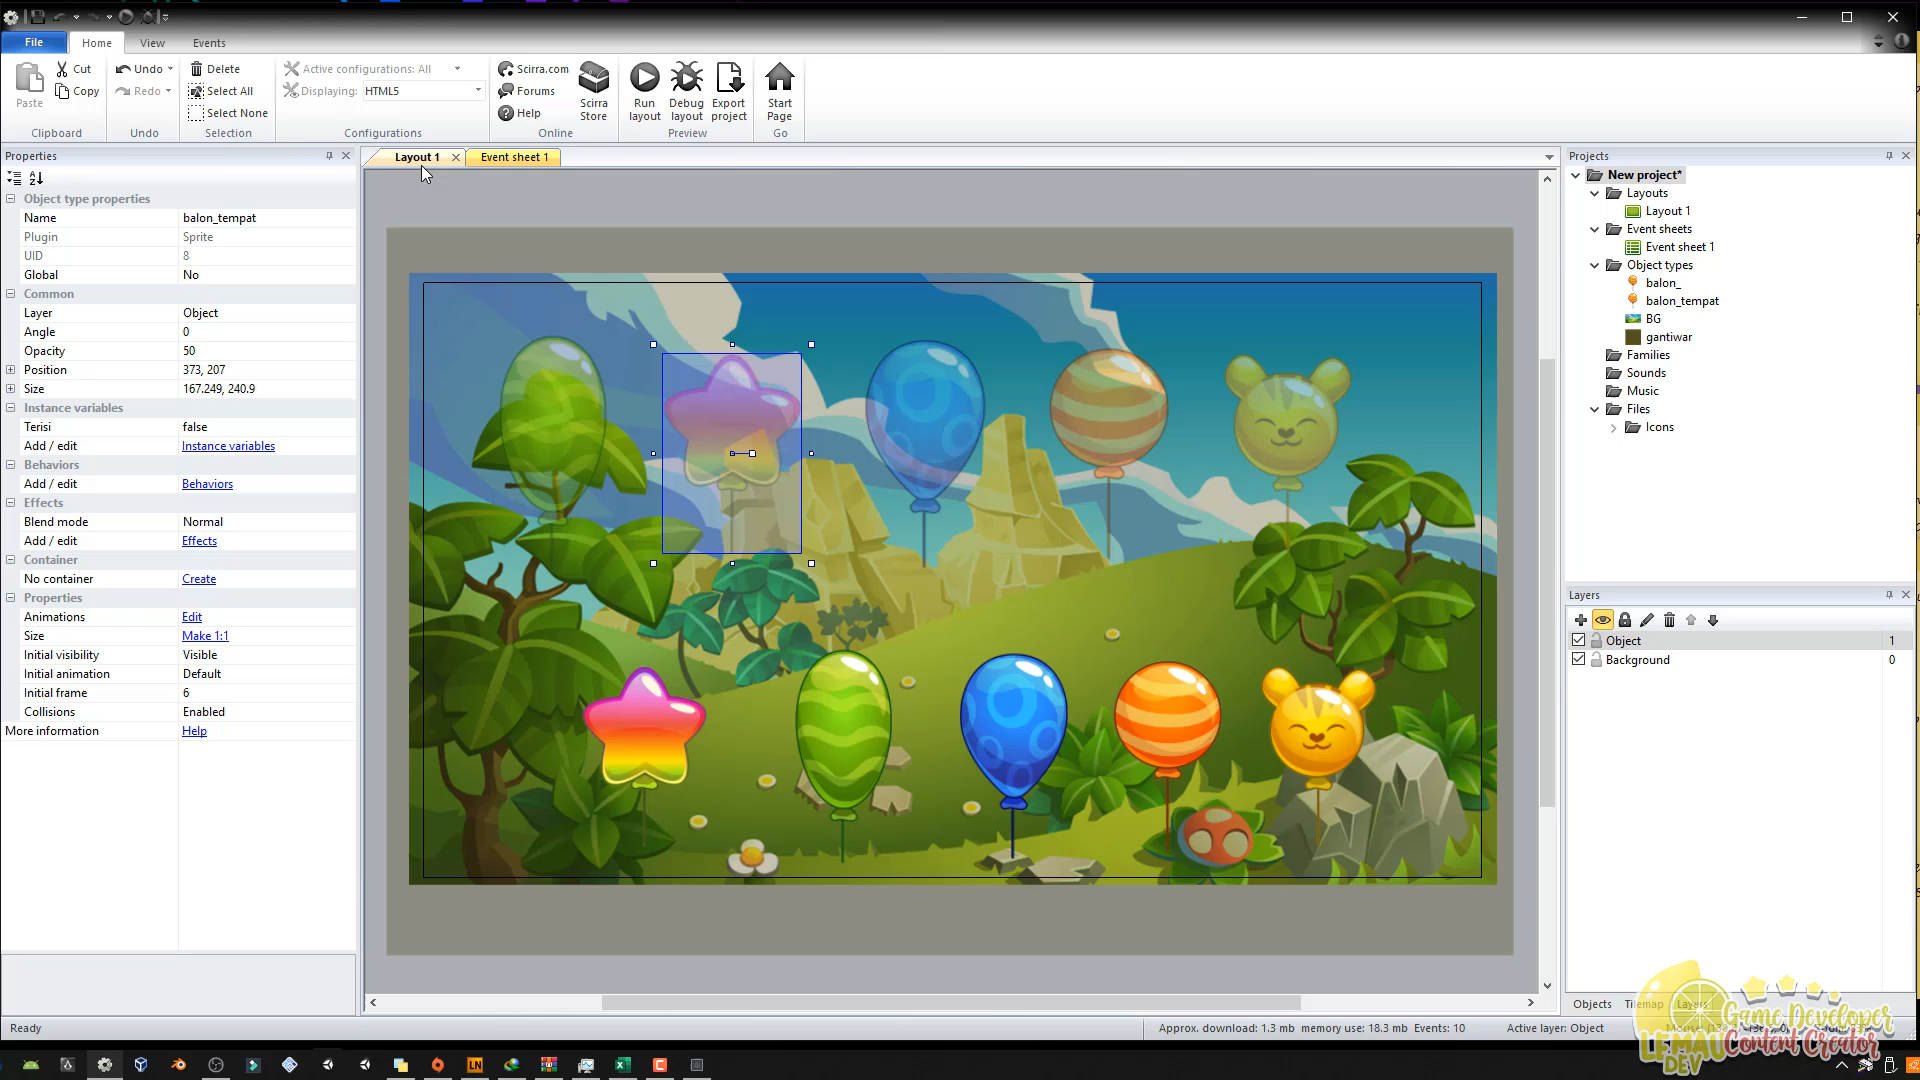 File Home View Events
Paste Cut Copy
Undo Redo
Delete
Select All
Select None
Active configurations: All
Displaying: HTML5
Scirra.com
Forums
Help
Scirra Store
Run layout
Debug layout
Export project
Start Page
Clipboard Undo Selection Configurations Online Preview Go
Properties
Object type properties
Name balon_tempat
Plugin Sprite
UID 8
Global No
Common
Layer Object
Angle 0
Opacity 50
Position 373, 207
Size 167.249, 240.9
Instance variables
Terisi false
Add / edit Instance variables
Behaviors
Add / edit Behaviors
Effects
Blend mode Normal
Add / edit Effects
Container
No container Create
Properties
Animations Edit
Size Make 1:1
Initial visibility Visible
Initial animation Default
Initial frame 6
Collisions Enabled
More information Help
Layout 1 Event sheet 1
Projects
New project*
Layouts
Layout 1
Event sheets
Event sheet 1
Object types
balon_
balon_tempat
BG
gantiwar
Families
Sounds
Music
Files
Icons
Layers
Object 1
Background 0
Objects Tilemap Layers
Ready
Approx. download: 1.3 mb memory use: 18.3 mb Events: 10 Active layer: Object
Game Developer
Content Creator
LEMAU
DEV